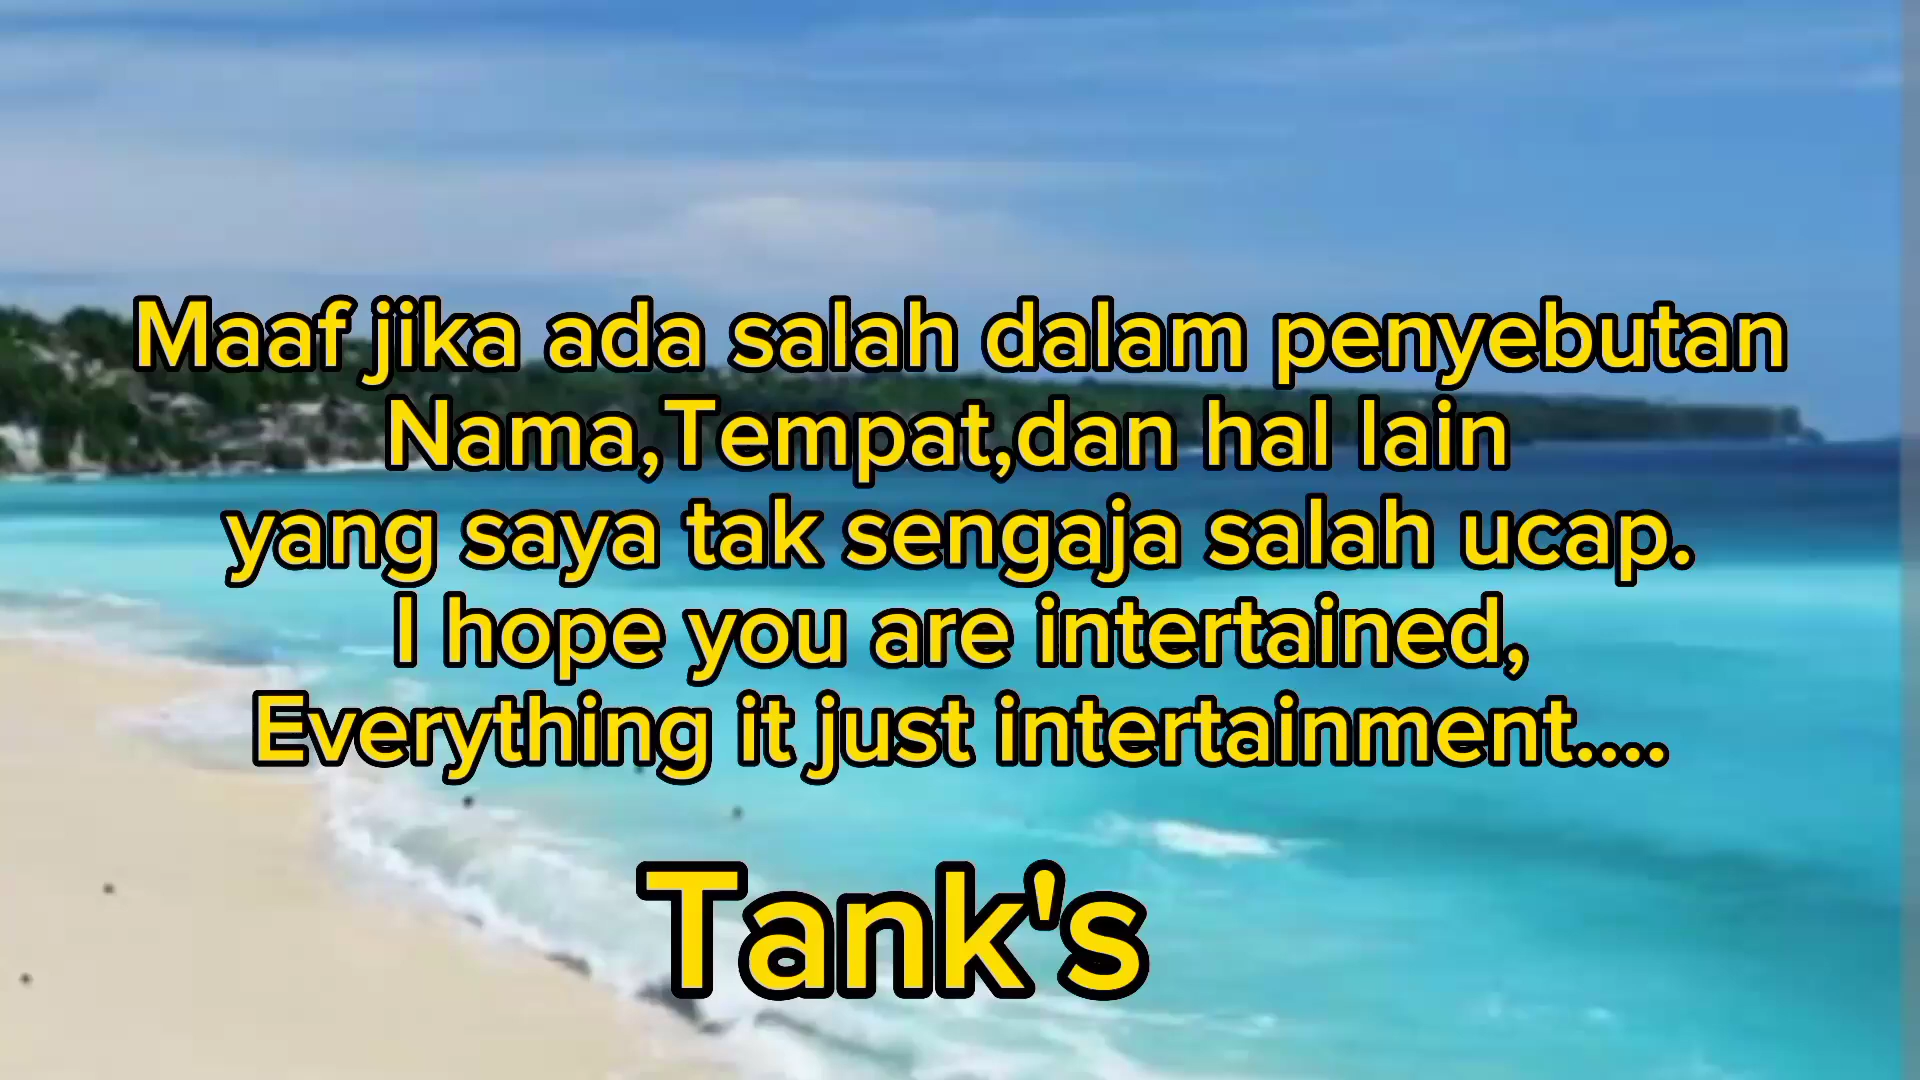 Maaf jika ada salah dalam penyebutan
Nama,Tempat,dan hal lain
yang saya tak sengaja salah ucap.
I hope you are intertained,
Everything it just intertainment....
Tank's